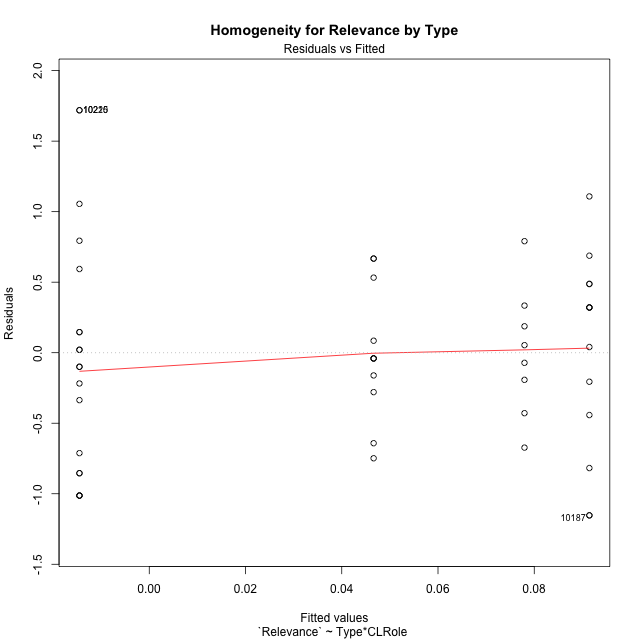 Homogeneity for Relevance by Type
Residuals vs Fitted
2.0
1.5
1.0
0.5
0.0
-0.5
-1.0
-1.5
Residuals
10187
0.00
0.02
0.04
0.06
0.08
Fitted values
`Relevance` ~ Type*CLRole